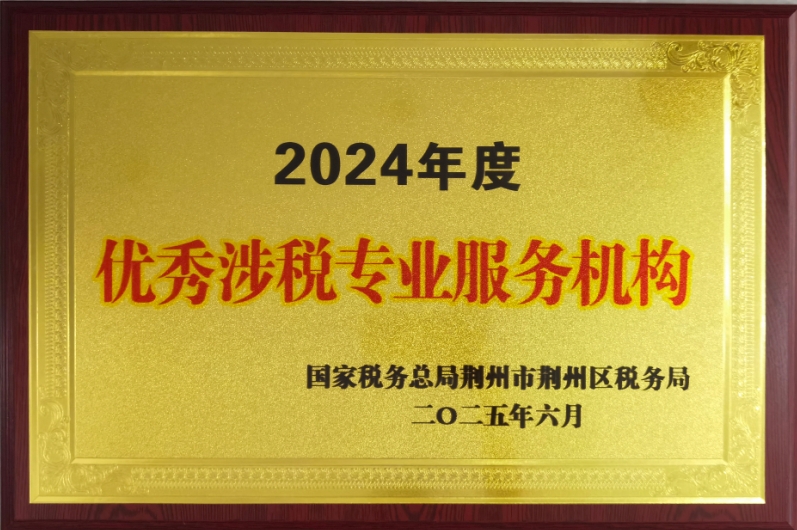 2024年度
优秀涉税专业服务机构
国家税务总局荆州市荆州区税务局
二〇二五年六月